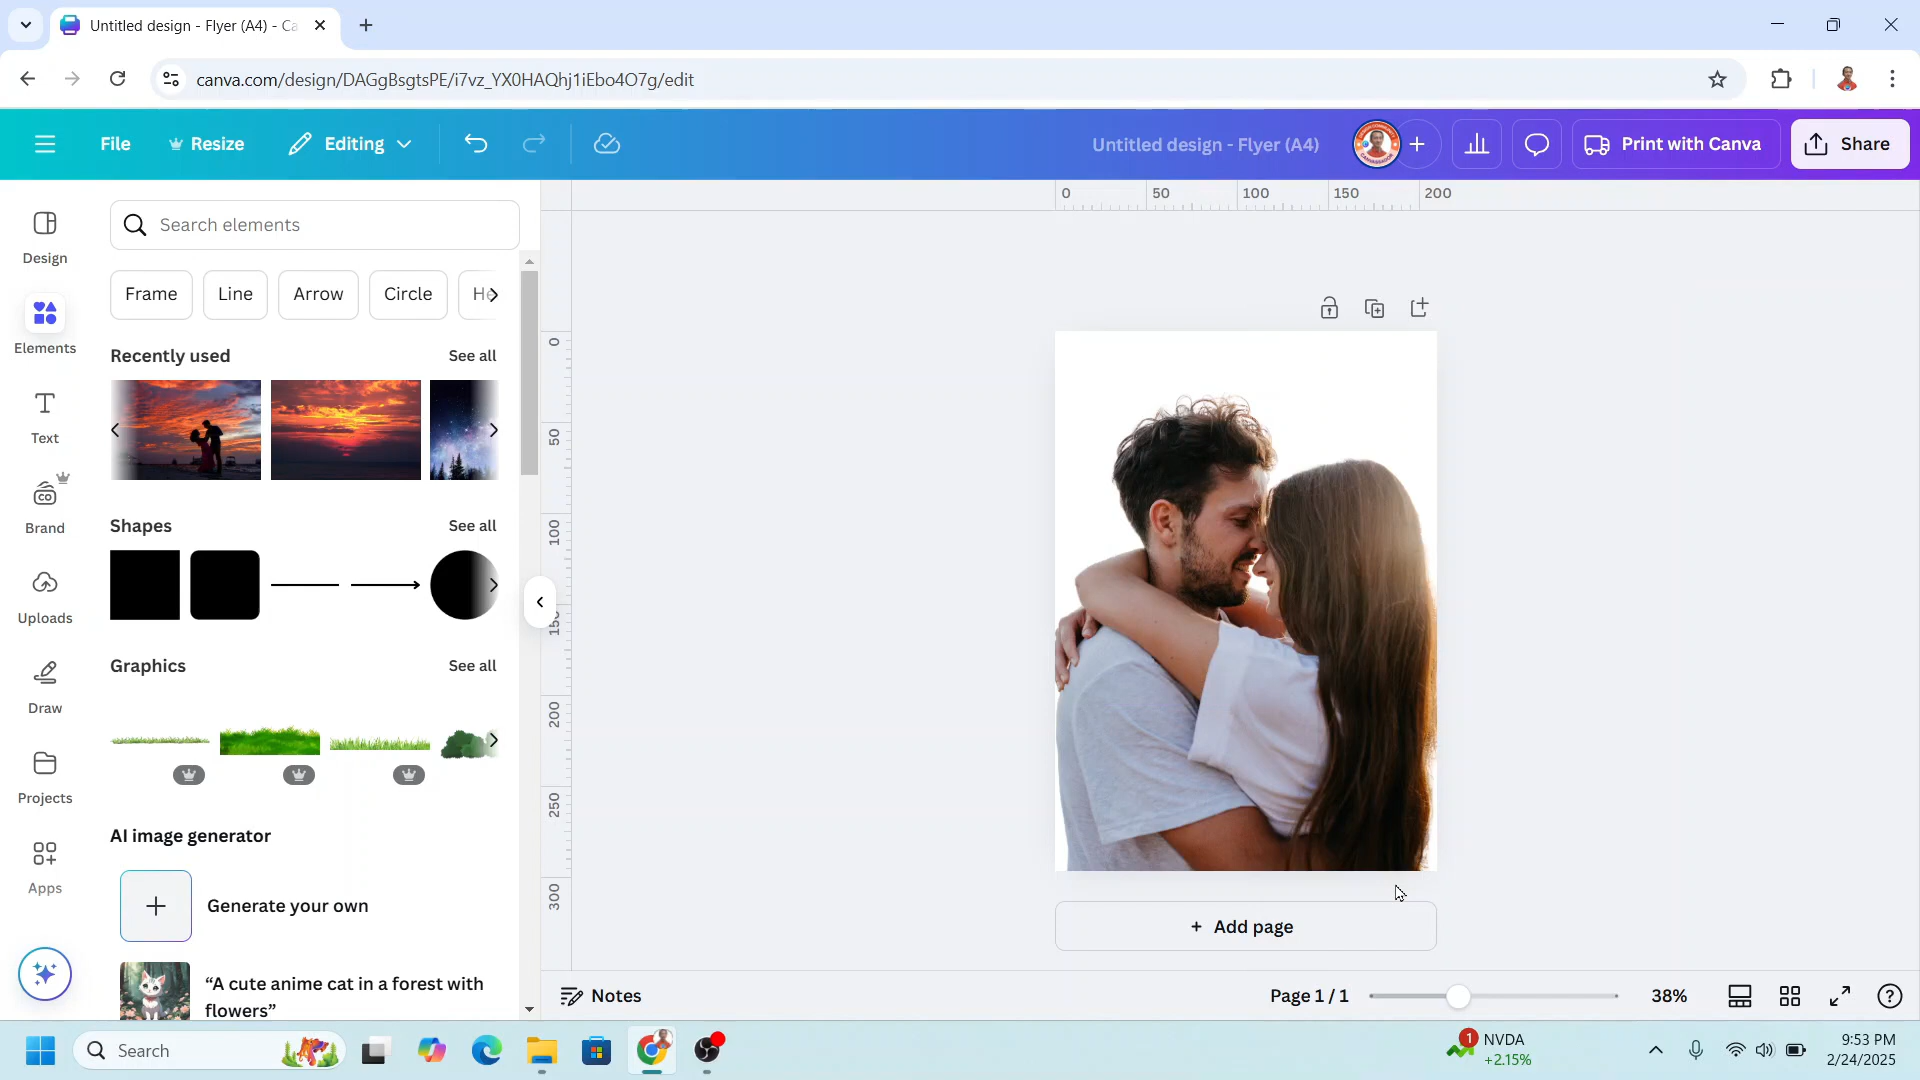 Untitled design - Flyer (A4) - Ca
canva.com/design/DAGgBsgtsPE/i7vz_YX0HAQhj1iEbo4O7g/edit
File
Resize
Editing
Untitled design - Flyer (A4)
Print with Canva
Share
Design
Elements
Text
Brand
Uploads
Draw
Projects
Apps
Search elements
Frame
Line
Arrow
Circle
He
Recently used
See all
Shapes
See all
Graphics
See all
AI image generator
Generate your own
“A cute anime cat in a forest with
flowers”
0 50 100 150 200
0
50
100
150
200
250
300
+ Add page
Notes
Page 1 / 1
38%
Search
1
NVDA
+2.15%
9:53 PM
2/24/2025